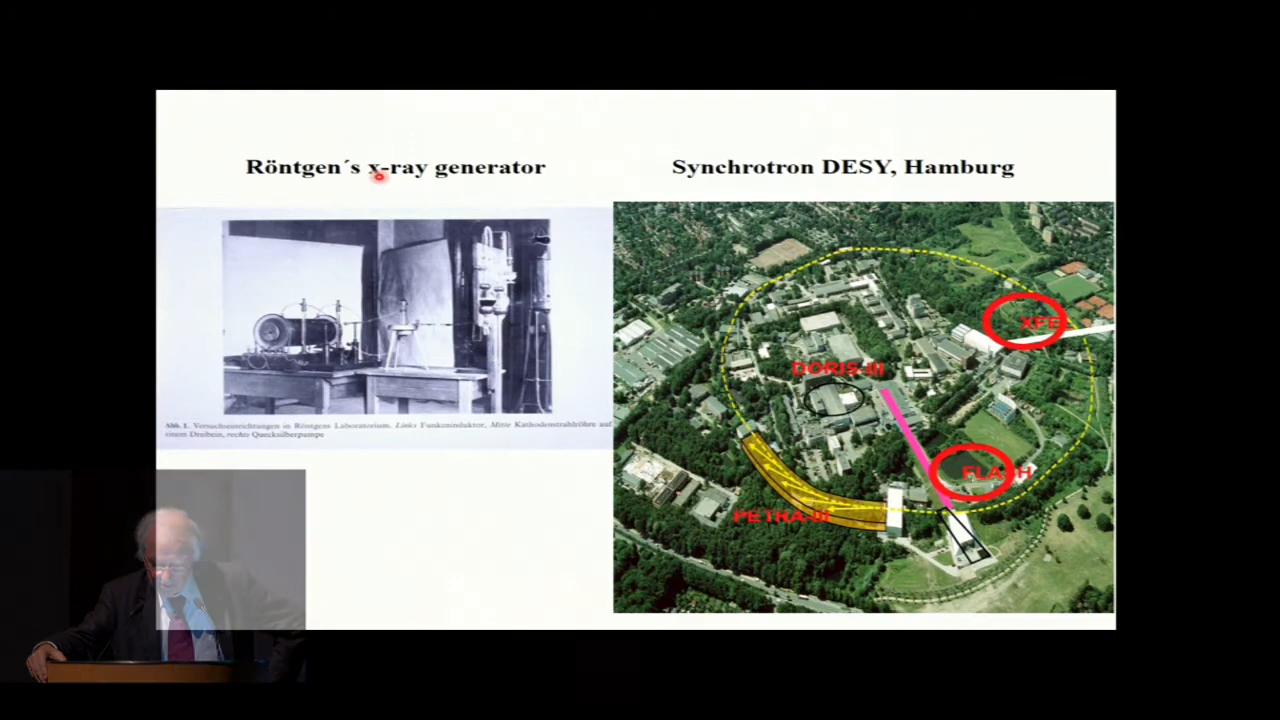 Röntgen´s x-ray generator
Synchrotron DESY, Hamburg
Abb. 1. Versuchseinrichtungen in Röntgens Laboratorium. Links Funkeninduktor, Mitte Kathodenstrahlröhre auf
einem Dreibein, rechts Quecksilberpumpe
XFE
DORIS-III
FLASH
PETRA-III